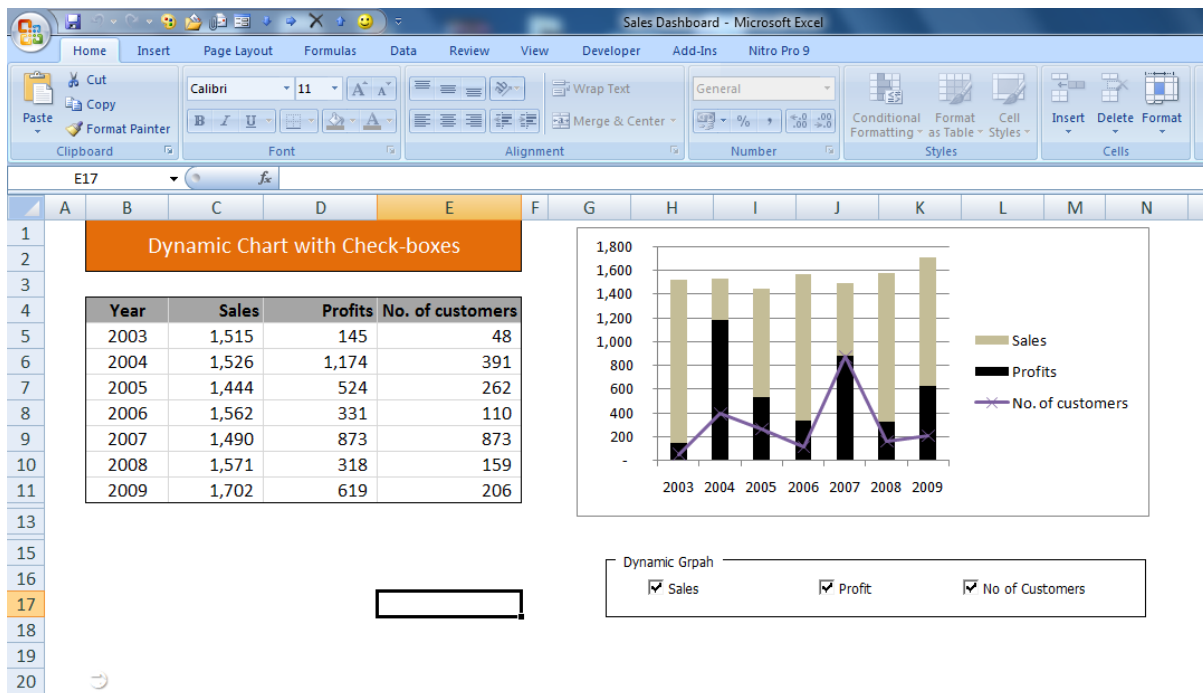 Sales Dashboard - Microsoft Excel
Home Insert Page Layout Formulas Data Review View Developer Add-Ins Nitro Pro 9
Paste
Cut
Copy
Format Painter
Clipboard
Calibri 11
B I U
Font
Wrap Text
Merge & Center
Alignment
General
% ,
Number
Conditional Formatting
Format as Table
Cell Styles
Styles
Insert Delete Format
Cells
E17 fx
A B C D E F G H I J K L M N
1
2
3
4
5
6
7
8
9
10
11
13
15
16
17
18
19
20
Dynamic Chart with Check-boxes
Year Sales Profits No. of customers
2003 1,515 145 48
2004 1,526 1,174 391
2005 1,444 524 262
2006 1,562 331 110
2007 1,490 873 873
2008 1,571 318 159
2009 1,702 619 206
1,800
1,600
1,400
1,200
1,000
800
600
400
200
-
2003 2004 2005 2006 2007 2008 2009
Sales
Profits
No. of customers
Dynamic Grpah
Sales Profit No of Customers